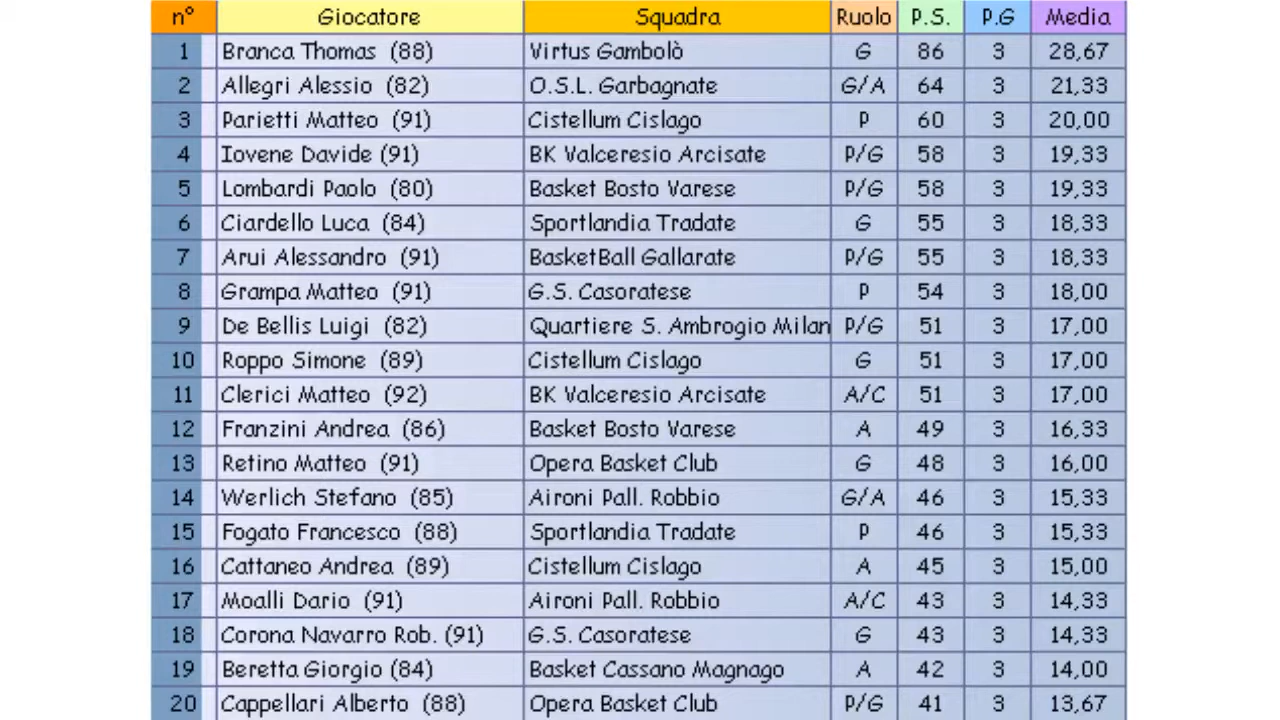 n° Giocatore Squadra Ruolo P.S. P.G Media
1 Branca Thomas (88) Virtus Gambolò G 86 3 28,67
2 Allegri Alessio (82) O.S.L. Garbagnate G/A 64 3 21,33
3 Parietti Matteo (91) Cistellum Cislago P 60 3 20,00
4 Iovene Davide (91) BK Valceresio Arcisate P/G 58 3 19,33
5 Lombardi Paolo (80) Basket Bosto Varese P/G 58 3 19,33
6 Ciardello Luca (84) Sportlandia Tradate G 55 3 18,33
7 Arui Alessandro (91) BasketBall Gallarate P/G 55 3 18,33
8 Grampa Matteo (91) G.S. Casoratese P 54 3 18,00
9 De Bellis Luigi (82) Quartiere S. Ambrogio Milan P/G 51 3 17,00
10 Roppo Simone (89) Cistellum Cislago G 51 3 17,00
11 Clerici Matteo (92) BK Valceresio Arcisate A/C 51 3 17,00
12 Franzini Andrea (86) Basket Bosto Varese A 49 3 16,33
13 Retino Matteo (91) Opera Basket Club G 48 3 16,00
14 Werlich Stefano (85) Aironi Pall. Robbio G/A 46 3 15,33
15 Fogato Francesco (88) Sportlandia Tradate P 46 3 15,33
16 Cattaneo Andrea (89) Cistellum Cislago A 45 3 15,00
17 Moalli Dario (91) Aironi Pall. Robbio A/C 43 3 14,33
18 Corona Navarro Rob. (91) G.S. Casoratese G 43 3 14,33
19 Beretta Giorgio (84) Basket Cassano Magnago A 42 3 14,00
20 Cappellari Alberto (88) Opera Basket Club P/G 41 3 13,67